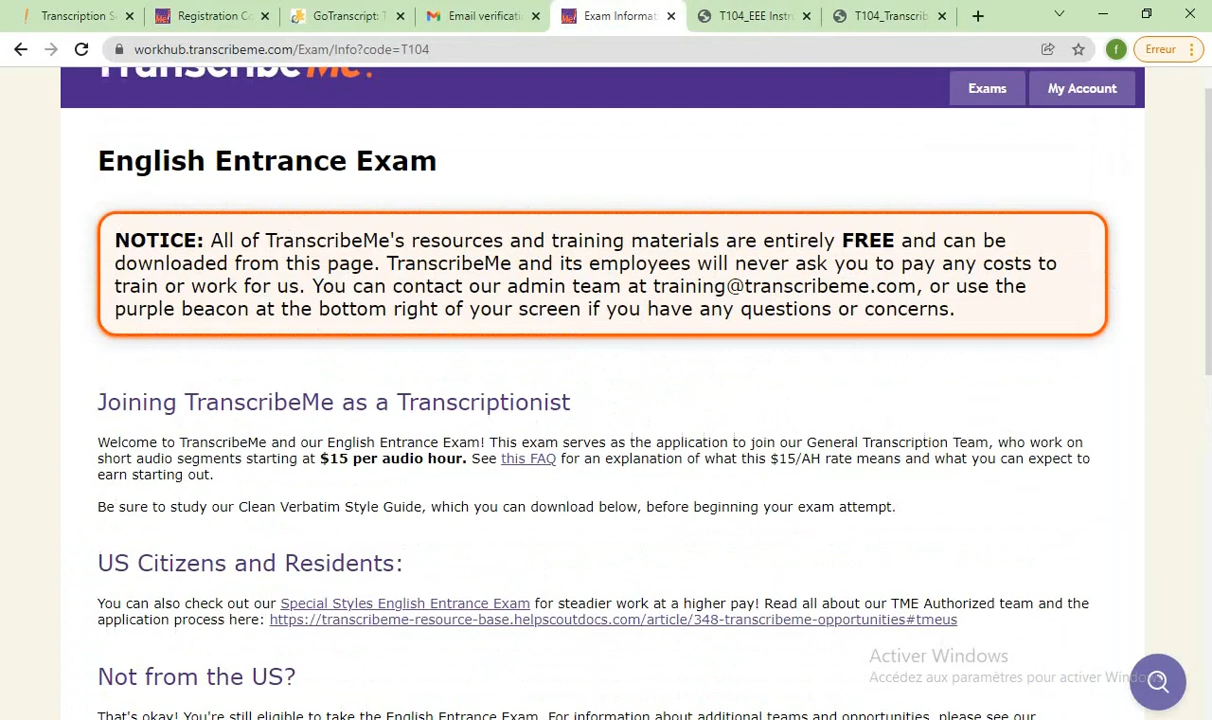 Transcription S
Registration Co
GoTranscript: T
Email verificati
Exam Informat
T104_EEE Instr
T104_Transcrib
workhub.transcribeme.com/Exam/Info?code=T104
f
Erreur
TranscribeMe!
Exams
My Account
English Entrance Exam
NOTICE: All of TranscribeMe's resources and training materials are entirely FREE and can be
downloaded from this page. TranscribeMe and its employees will never ask you to pay any costs to
train or work for us. You can contact our admin team at training@transcribeme.com, or use the
purple beacon at the bottom right of your screen if you have any questions or concerns.
Joining TranscribeMe as a Transcriptionist
Welcome to TranscribeMe and our English Entrance Exam! This exam serves as the application to join our General Transcription Team, who work on
short audio segments starting at $15 per audio hour. See this FAQ for an explanation of what this $15/AH rate means and what you can expect to
earn starting out.
Be sure to study our Clean Verbatim Style Guide, which you can download below, before beginning your exam attempt.
US Citizens and Residents:
You can also check out our Special Styles English Entrance Exam for steadier work at a higher pay! Read all about our TME Authorized team and the
application process here: https://transcribeme-resource-base.helpscoutdocs.com/article/348-transcribeme-opportunities#tmeus
Activer Windows
Accédez aux paramètres pour activer Windows.
Not from the US?
That's okay! You're still eligible to take the English Entrance Exam. For information about additional teams and opportunities, please see our